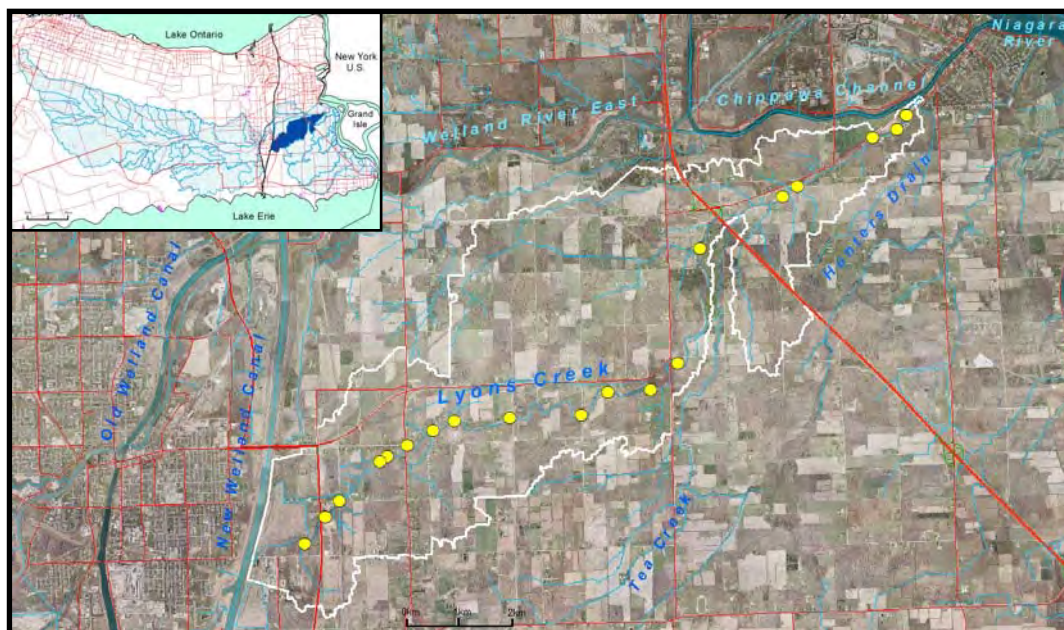 Lake Ontario
New York
U.S.
Grand
Isle
Lake Erie
Niagara
River
Welland River East
Chippawa Channel
Hunters Drain
Old Welland Canal
New Welland Canal
Lyons Creek
Tea Creek
0km 1km 2km